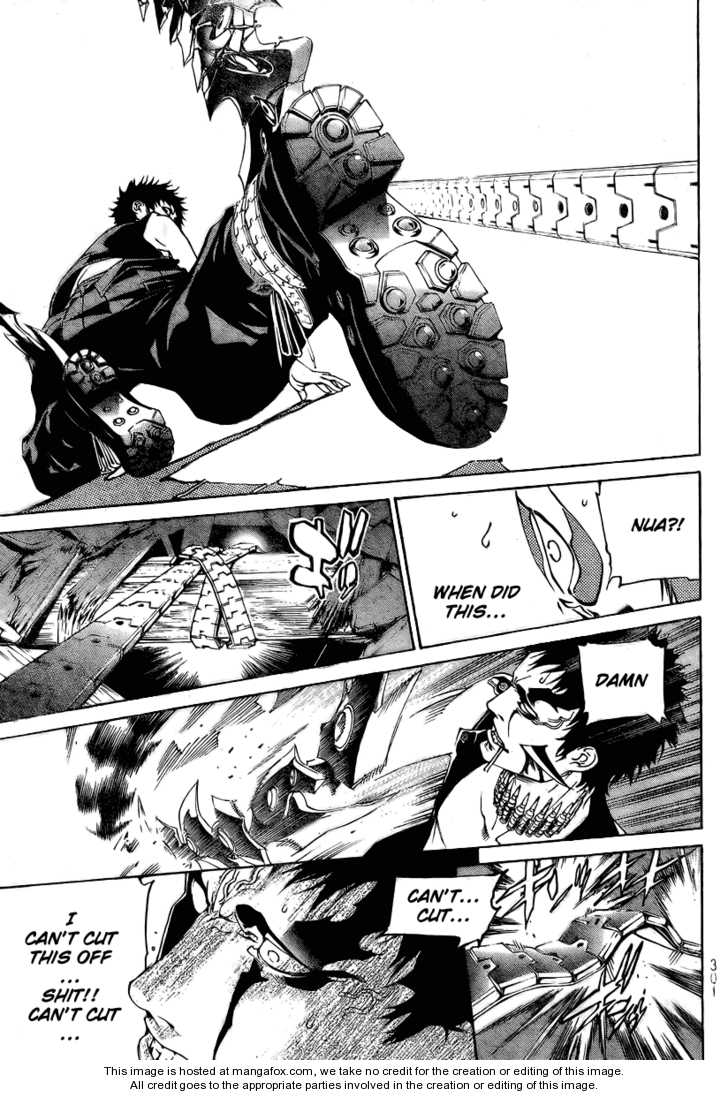 NUA?!
WHEN DID
THIS...
ビ!!
DAMN
CAN'T...
CUT...
I
CAN'T CUT
THIS OFF
...
SHIT!!
CAN'T CUT
...
301
This image is hosted at mangafox.com, we take no credit for the creation or editing of this image.
All credit goes to the appropriate parties involved in the creation or editing of this image.